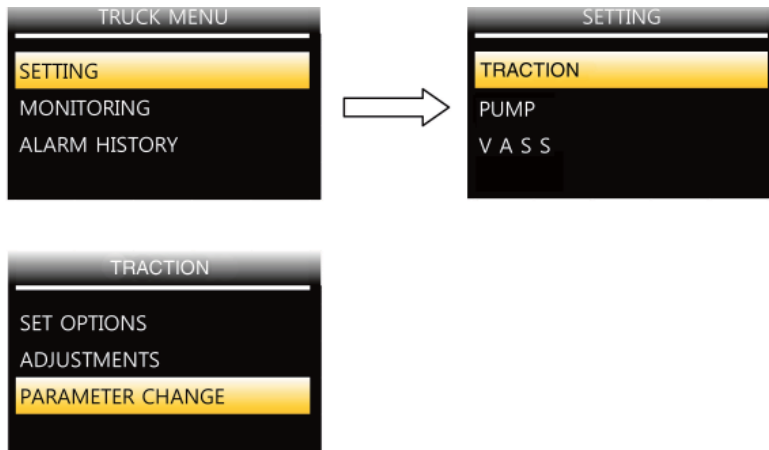 TRUCK MENU
SETTING
MONITORING
ALARM HISTORY
SETTING
TRACTION
PUMP
V A S S
TRACTION
SET OPTIONS
ADJUSTMENTS
PARAMETER CHANGE